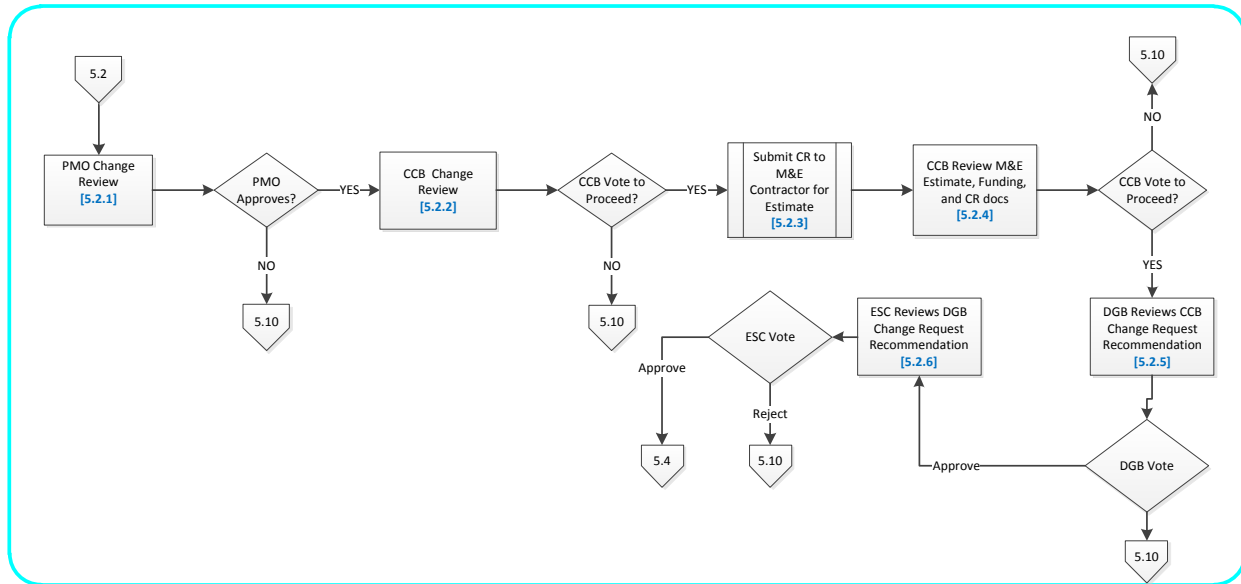 5.2
PMO Change
Review
[5.2.1]
PMO
Approves?
YES
NO
5.10
CCB Change
Review
[5.2.2]
CCB Vote to
Proceed?
YES
NO
5.10
Submit CR to
M&E
Contractor for
Estimate
[5.2.3]
CCB Review M&E
Estimate, Funding,
and CR docs
[5.2.4]
CCB Vote to
Proceed?
NO
5.10
YES
DGB Reviews CCB
Change Request
Recommendation
[5.2.5]
DGB Vote
5.10
Approve
ESC Reviews DGB
Change Request
Recommendation
[5.2.6]
ESC Vote
Approve
5.4
Reject
5.10